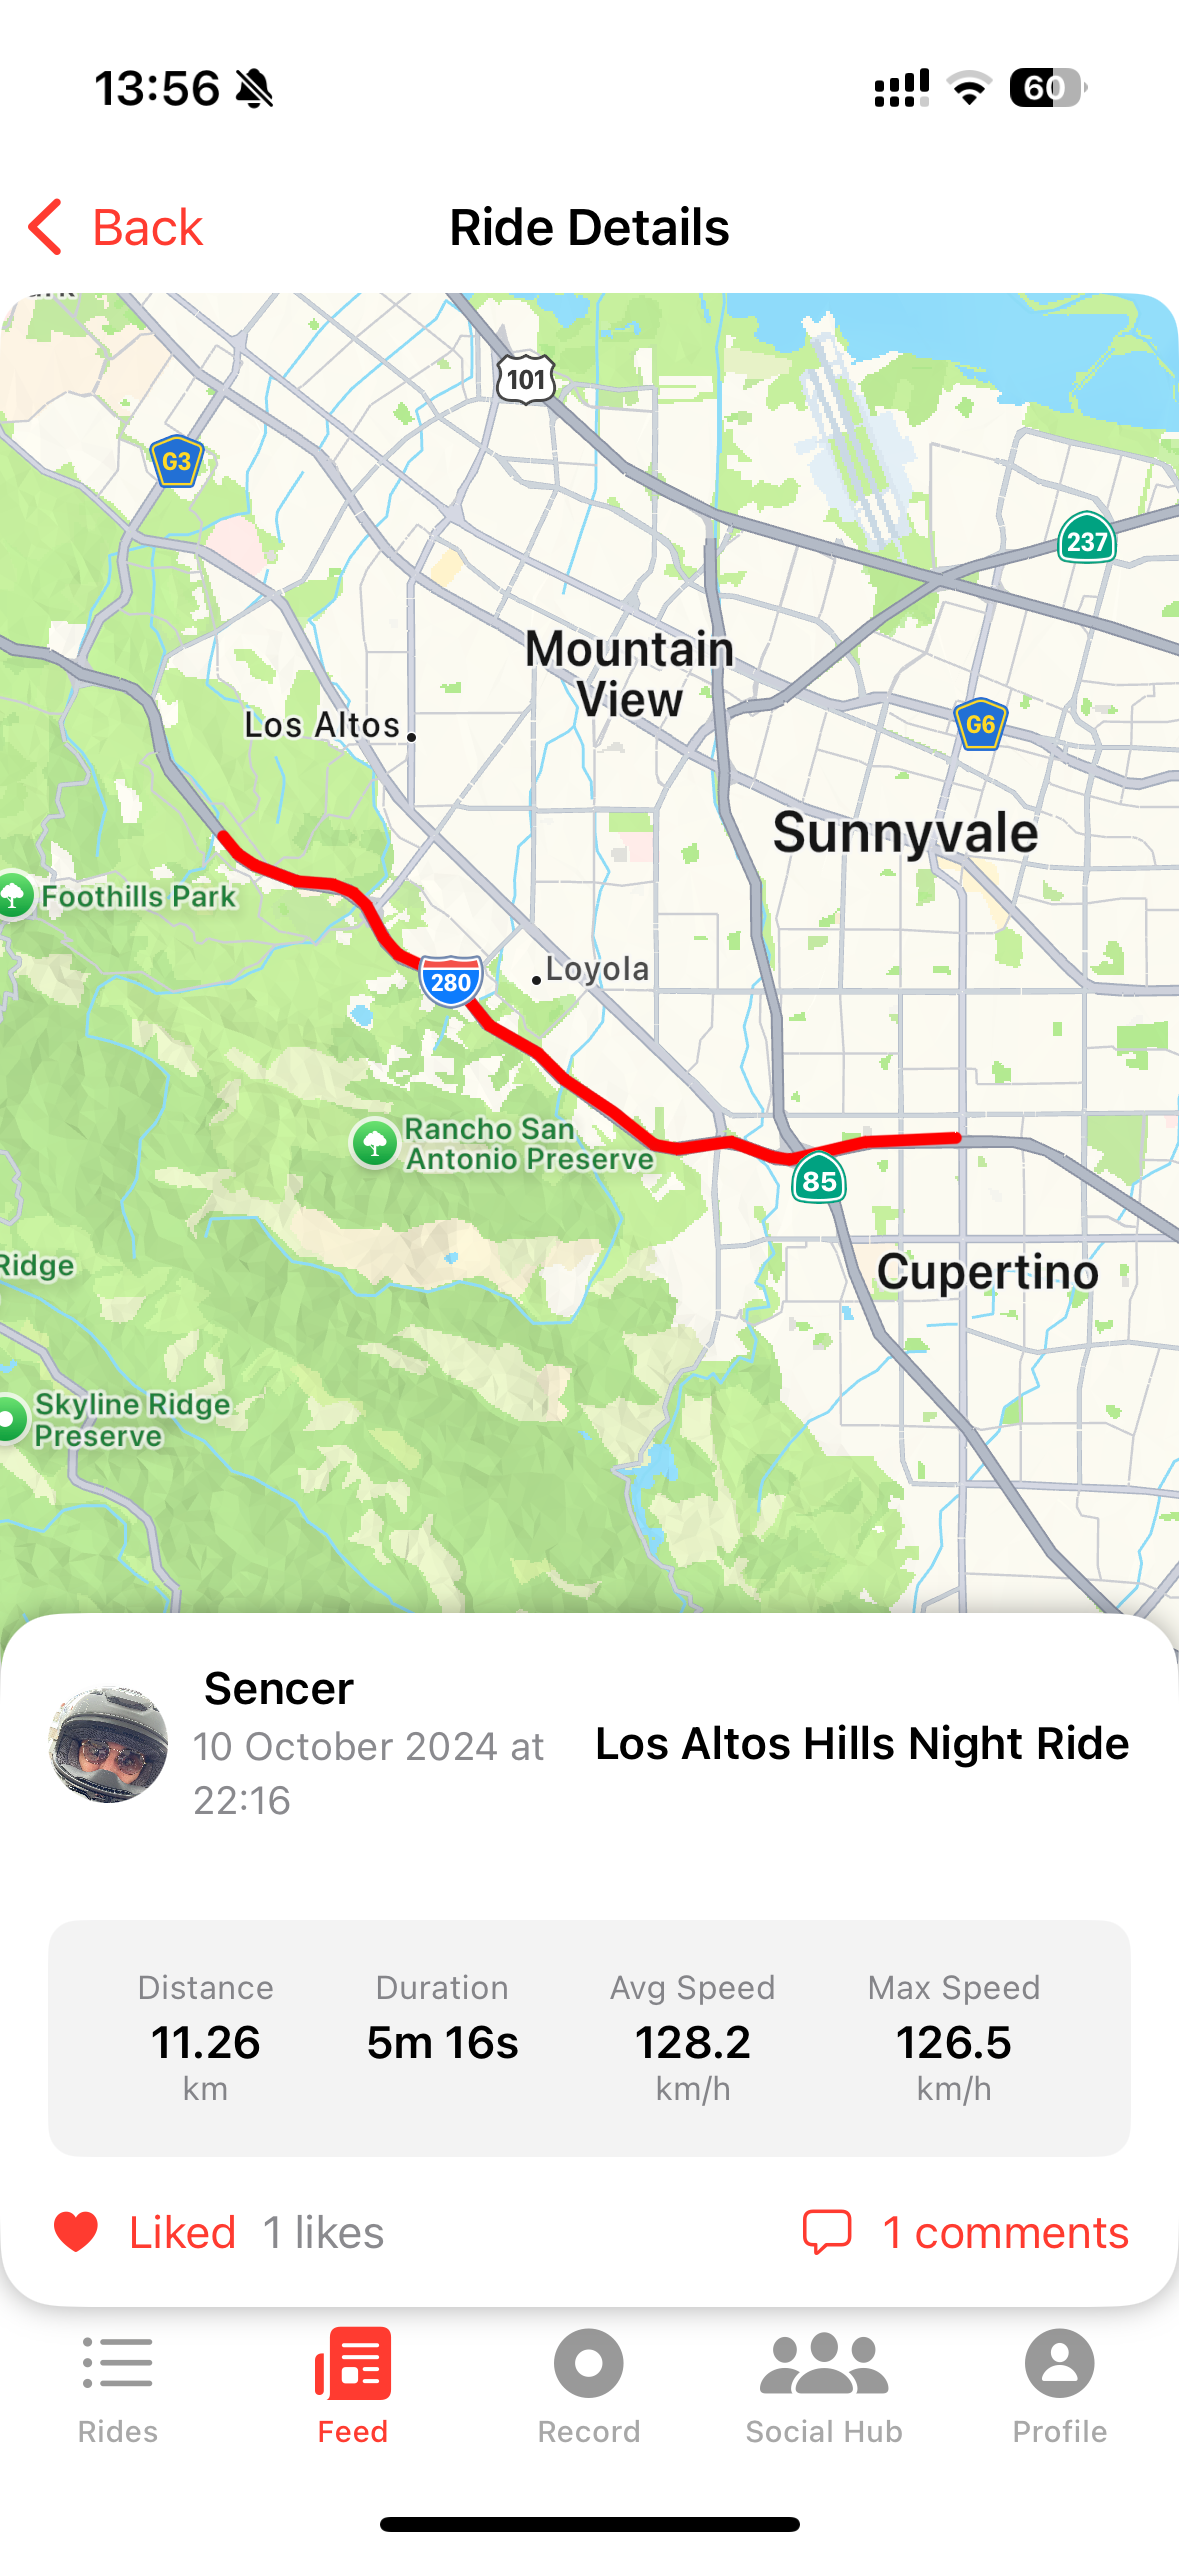 13:56
60
Back
Ride Details
101
G3
237
Mountain
View
Los Altos
G6
Sunnyvale
Foothills Park
280
Loyola
Rancho San
Antonio Preserve
85
Ridge
Cupertino
Skyline Ridge
Preserve
Sencer
10 October 2024 at
22:16
Los Altos Hills Night Ride
Distance Duration Avg Speed Max Speed
11.26 5m 16s 128.2 126.5
km km/h km/h
Liked 1 likes 1 comments
Rides Feed Record Social Hub Profile